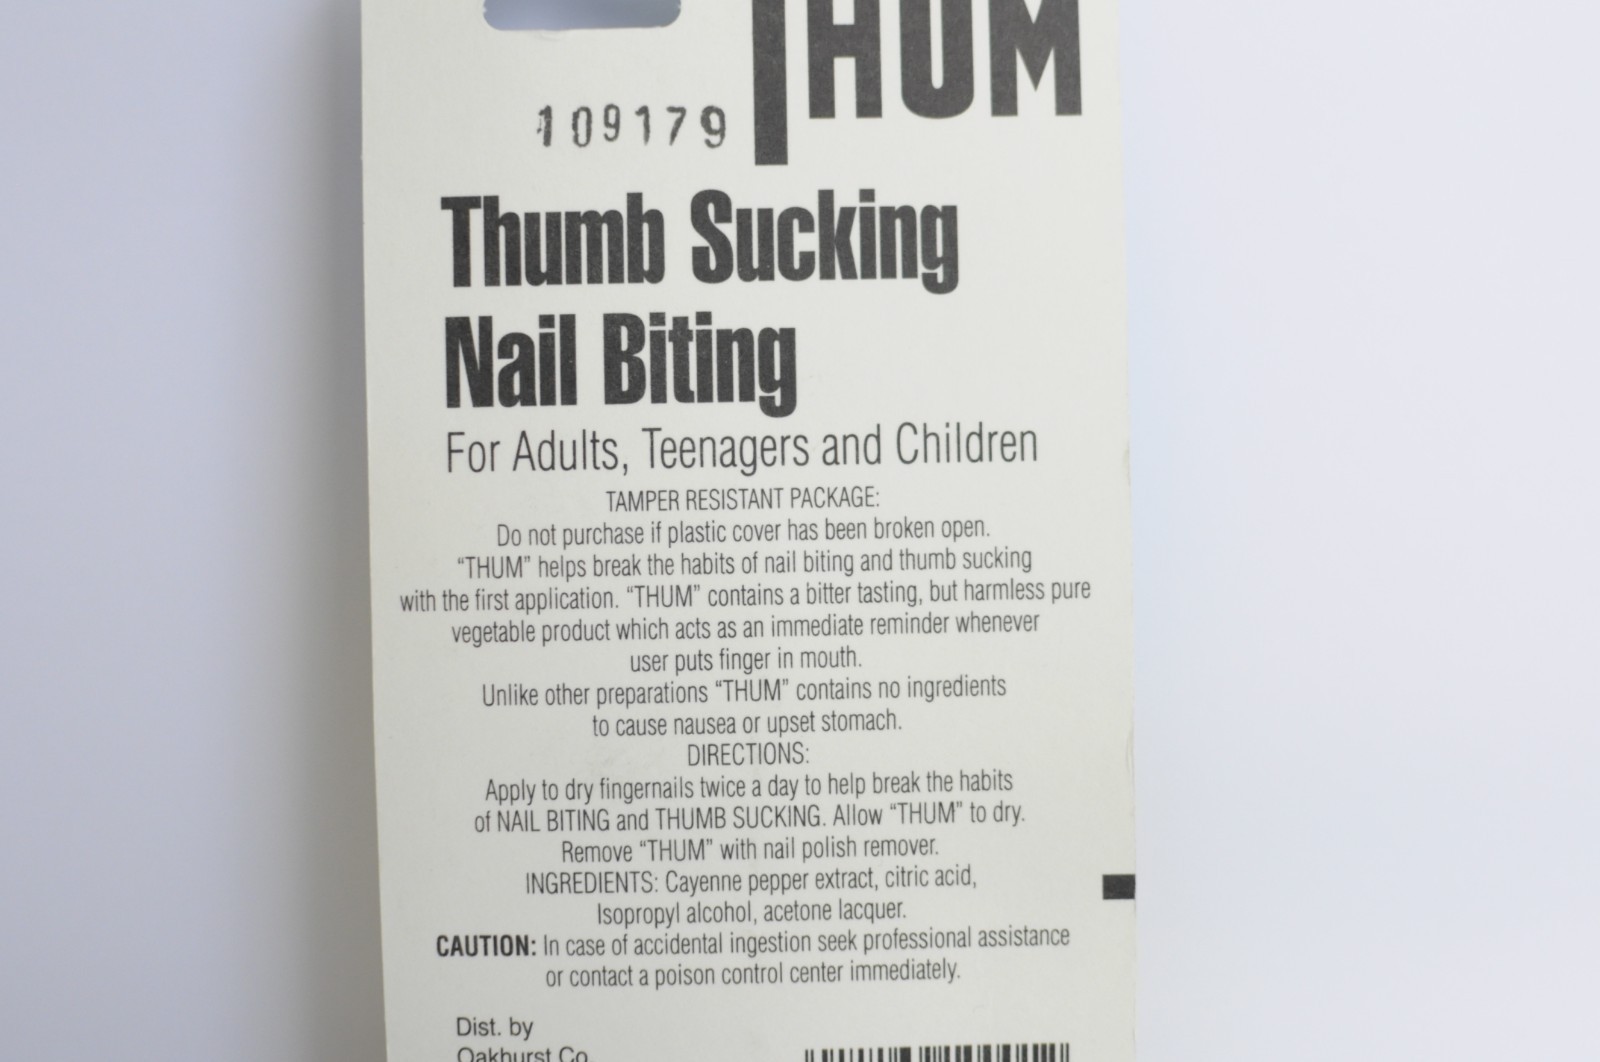 THUM
109179
Thumb Sucking
Nail Biting
For Adults, Teenagers and Children
TAMPER RESISTANT PACKAGE:
Do not purchase if plastic cover has been broken open.
“THUM” helps break the habits of nail biting and thumb sucking
with the first application. “THUM” contains a bitter tasting, but harmless pure
vegetable product which acts as an immediate reminder whenever
user puts finger in mouth.
Unlike other preparations “THUM” contains no ingredients
to cause nausea or upset stomach.
DIRECTIONS:
Apply to dry fingernails twice a day to help break the habits
of NAIL BITING and THUMB SUCKING. Allow “THUM” to dry.
Remove “THUM” with nail polish remover.
INGREDIENTS: Cayenne pepper extract, citric acid,
Isopropyl alcohol, acetone lacquer.
CAUTION: In case of accidental ingestion seek professional assistance
or contact a poison control center immediately.
Dist. by
Oakhurst Co.